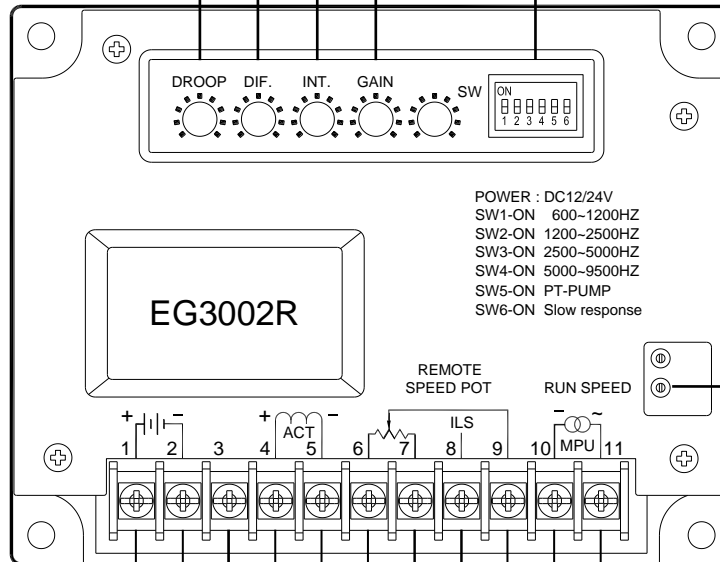 DROOP DIF. INT. GAIN SW ON
1 2 3 4 5 6
POWER : DC12/24V
SW1-ON 600~1200HZ
SW2-ON 1200~2500HZ
SW3-ON 2500~5000HZ
SW4-ON 5000~9500HZ
SW5-ON PT-PUMP
SW6-ON Slow response
EG3002R
REMOTE
SPEED POT
RUN SPEED
+ − + − ILS − ~
ACT MPU
1 2 3 4 5 6 7 8 9 10 11